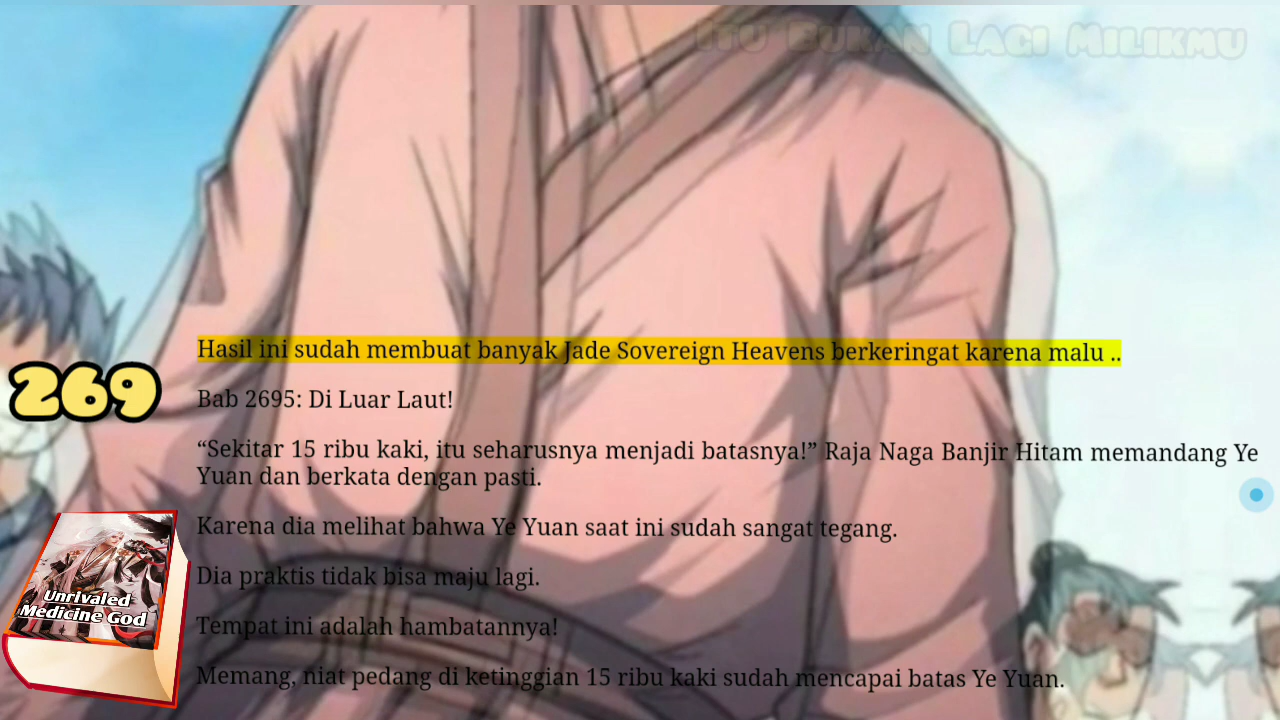 Itu Bukan Lagi Milikmu
Hasil ini sudah membuat banyak Jade Sovereign Heavens berkeringat karena malu ..
269
Bab 2695: Di Luar Laut!
“Sekitar 15 ribu kaki, itu seharusnya menjadi batasnya!” Raja Naga Banjir Hitam memandang Ye
Yuan dan berkata dengan pasti.
Karena dia melihat bahwa Ye Yuan saat ini sudah sangat tegang.
Dia praktis tidak bisa maju lagi.
Tempat ini adalah hambatannya!
Memang, niat pedang di ketinggian 15 ribu kaki sudah mencapai batas Ye Yuan.
Unrivaled
Medicine God